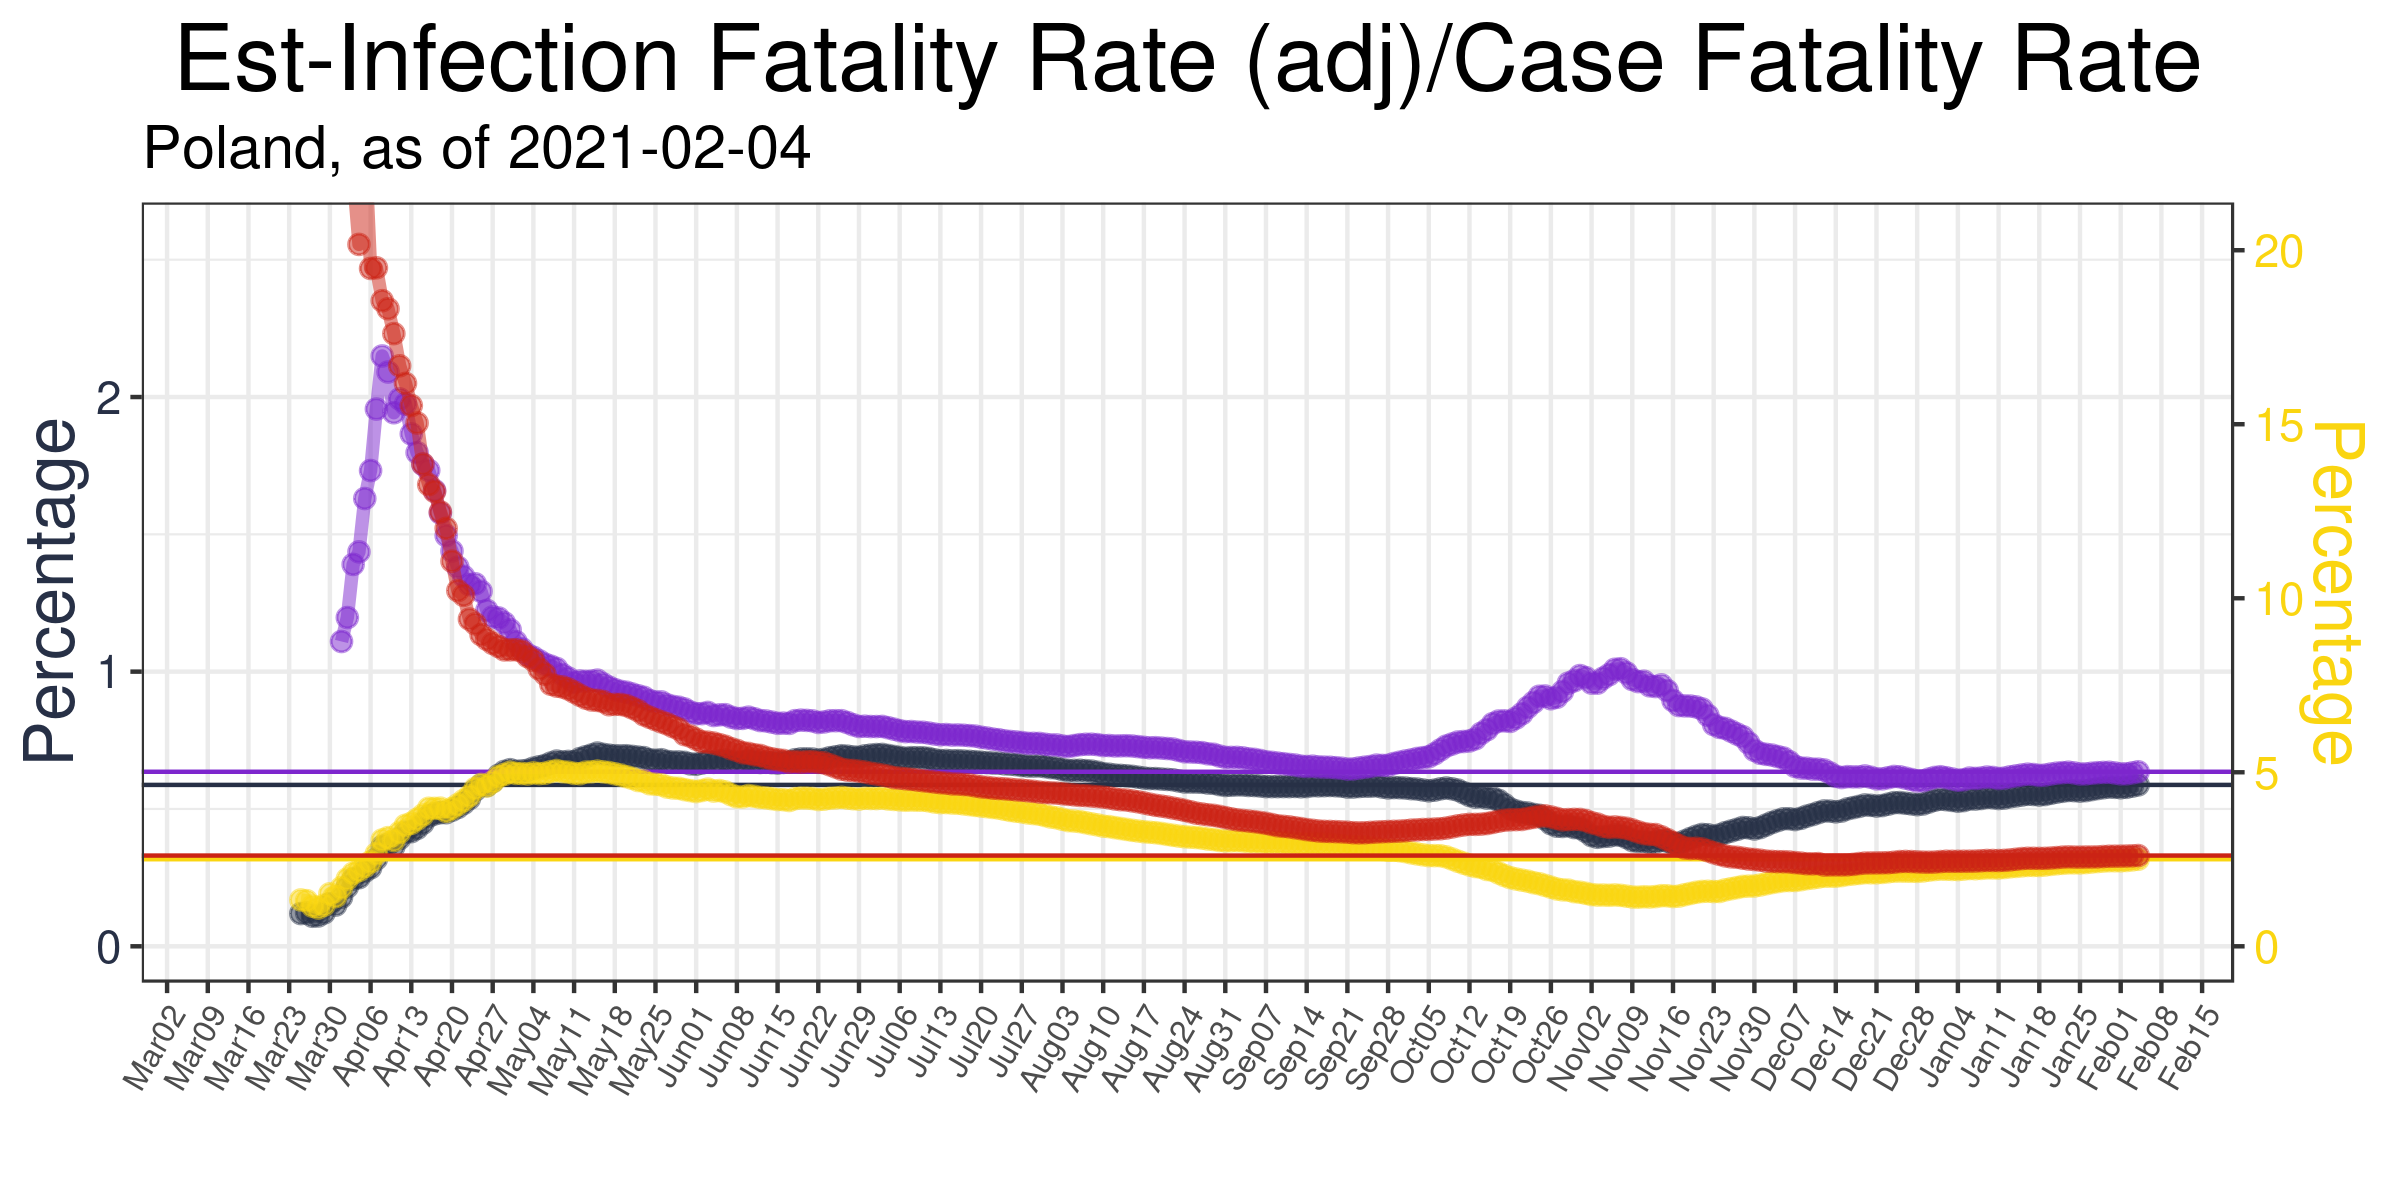 Est-Infection Fatality Rate (adj)/Case Fatality Rate
Poland, as of 2021-02-04
Percentage
2
1
0
20
15
10
5
0
Percentage
Mar02
Mar09
Mar16
Mar23
Mar30
Apr06
Apr13
Apr20
Apr27
May04
May11
May18
May25
Jun01
Jun08
Jun15
Jun22
Jun29
Jul06
Jul13
Jul20
Jul27
Aug03
Aug10
Aug17
Aug24
Aug31
Sep07
Sep14
Sep21
Sep28
Oct05
Oct12
Oct19
Oct26
Nov02
Nov09
Nov16
Nov23
Nov30
Dec07
Dec14
Dec21
Dec28
Jan04
Jan11
Jan18
Jan25
Feb01
Feb08
Feb15